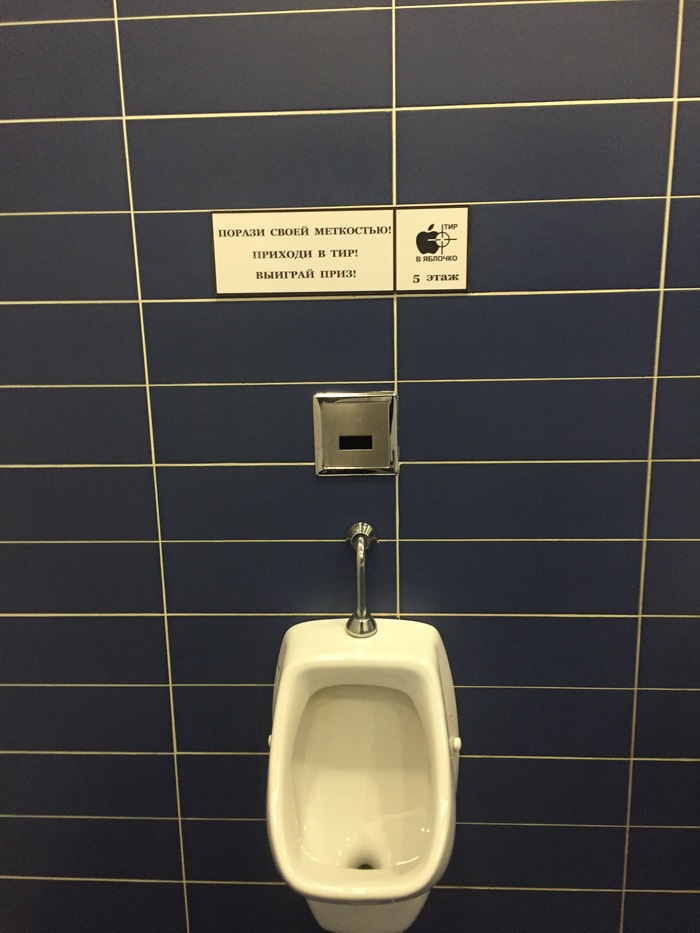 ПОРАЗИ СВОЕЙ МЕТКОСТЬЮ!
ПРИХОДИ В ТИР!
ВЫИГРАЙ ПРИЗ!
ТИР
В ЯБЛОЧКО
5 этаж